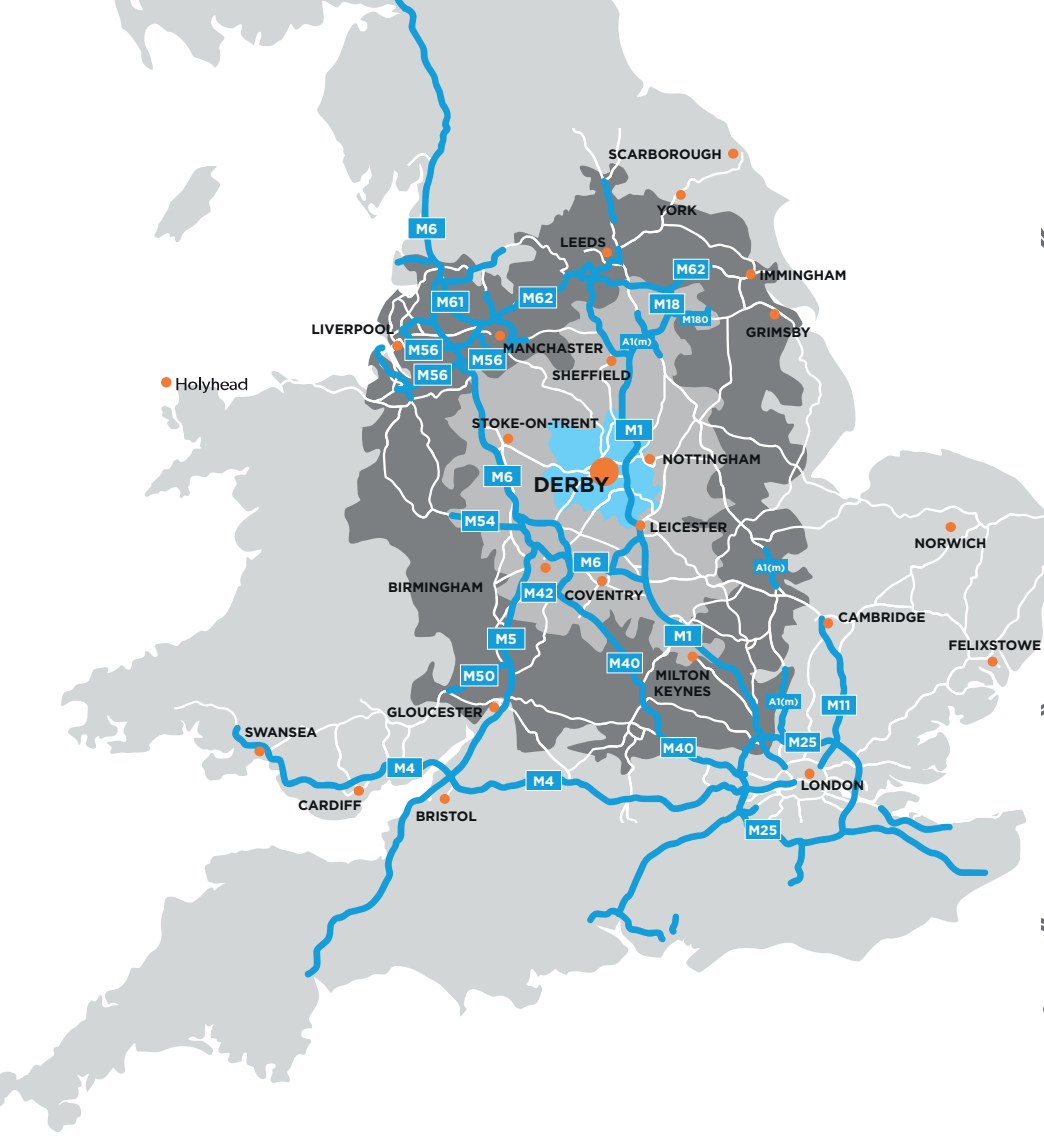 SCARBOROUGH
YORK
M6
LEEDS
M62
IMMINGHAM
M61
M62
M18
M180
GRIMSBY
LIVERPOOL
A1(m)
M56
MANCHASTER
M56
M56
SHEFFIELD
Holyhead
STOKE-ON-TRENT
M1
NOTTINGHAM
M6
DERBY
M54
LEICESTER
NORWICH
M6
A1(m)
BIRMINGHAM
M42
COVENTRY
CAMBRIDGE
M5
M1
FELIXSTOWE
M40
M50
MILTON
KEYNES
A1(m)
M11
GLOUCESTER
SWANSEA
M25
M40
M4
M4
LONDON
CARDIFF
BRISTOL
M25